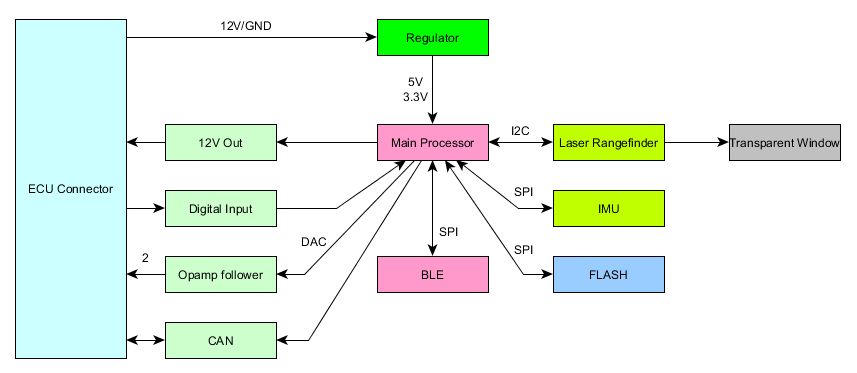 12V/GND
Regulator
5V
3.3V
12V Out
Main Processor
I2C
Laser Rangefinder
Transparent Window
ECU Connector
Digital Input
SPI
IMU
DAC
SPI
SPI
2
Opamp follower
BLE
FLASH
CAN